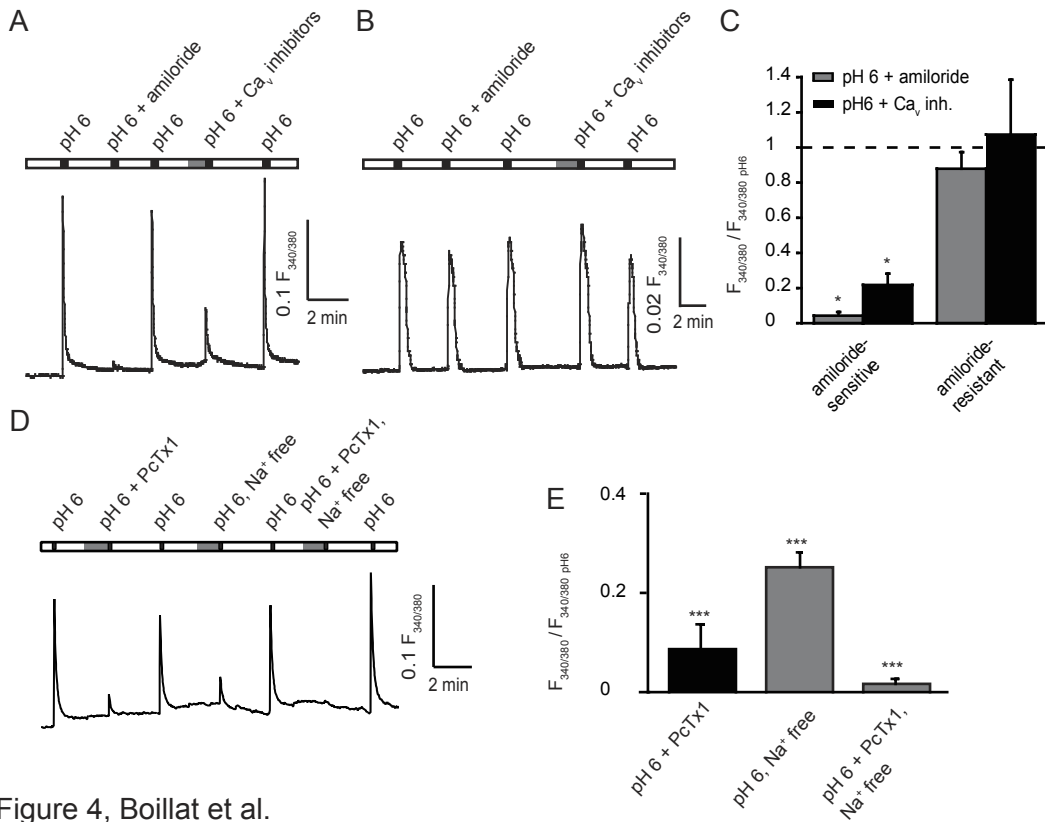 A
pH 6
pH 6 + amiloride
pH 6
pH 6 + Cav inhibitors
pH 6
0.1 F340/380
2 min
B
pH 6
pH 6 + amiloride
pH 6
pH 6 + Cav inhibitors
pH 6
0.02 F340/380
2 min
C
pH 6 + amiloride
pH6 + Cav inh.
F340/380 / F340/380 pH6
1.4
1.2
1
0.8
0.6
0.4
0.2
0
*
*
amiloride-
sensitive
amiloride-
resistant
D
pH 6
pH 6 + PcTx1
pH 6
pH 6, Na+ free
pH 6
pH 6 + PcTx1,
Na+ free
pH 6
0.1 F340/380
2 min
E
F340/380 / F340/380 pH6
0.4
0.2
0
***
***
***
pH 6 + PcTx1
pH 6, Na+ free
pH 6 + PcTx1,
Na+ free
Figure 4, Boillat et al.